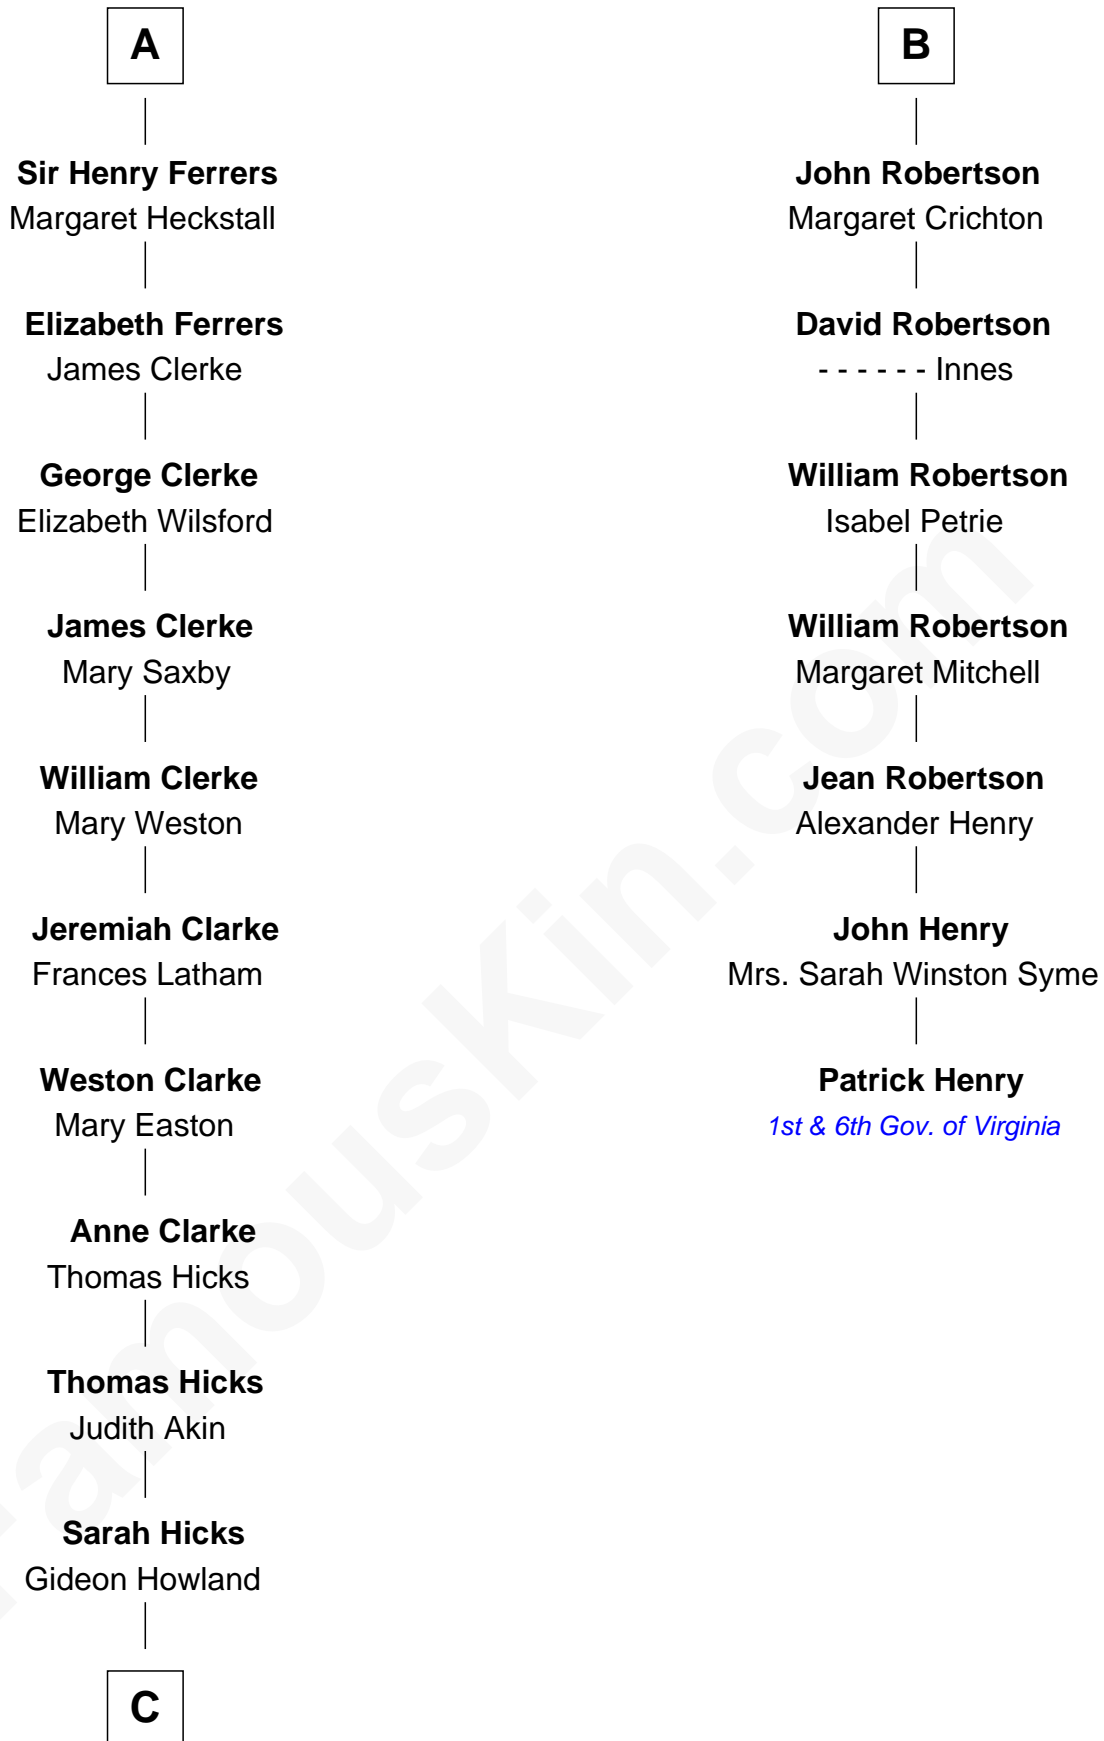 A
Sir Henry Ferrers
Margaret Heckstall
Elizabeth Ferrers
James Clerke
George Clerke
Elizabeth Wilsford
James Clerke
Mary Saxby
William Clerke
Mary Weston
Jeremiah Clarke
Frances Latham
Weston Clarke
Mary Easton
Anne Clarke
Thomas Hicks
Thomas Hicks
Judith Akin
Sarah Hicks
Gideon Howland
C
B
John Robertson
Margaret Crichton
David Robertson
- - - - - - Innes
William Robertson
Isabel Petrie
William Robertson
Margaret Mitchell
Jean Robertson
Alexander Henry
John Henry
Mrs. Sarah Winston Syme
Patrick Henry
1st & 6th Gov. of Virginia
FamousKin.com